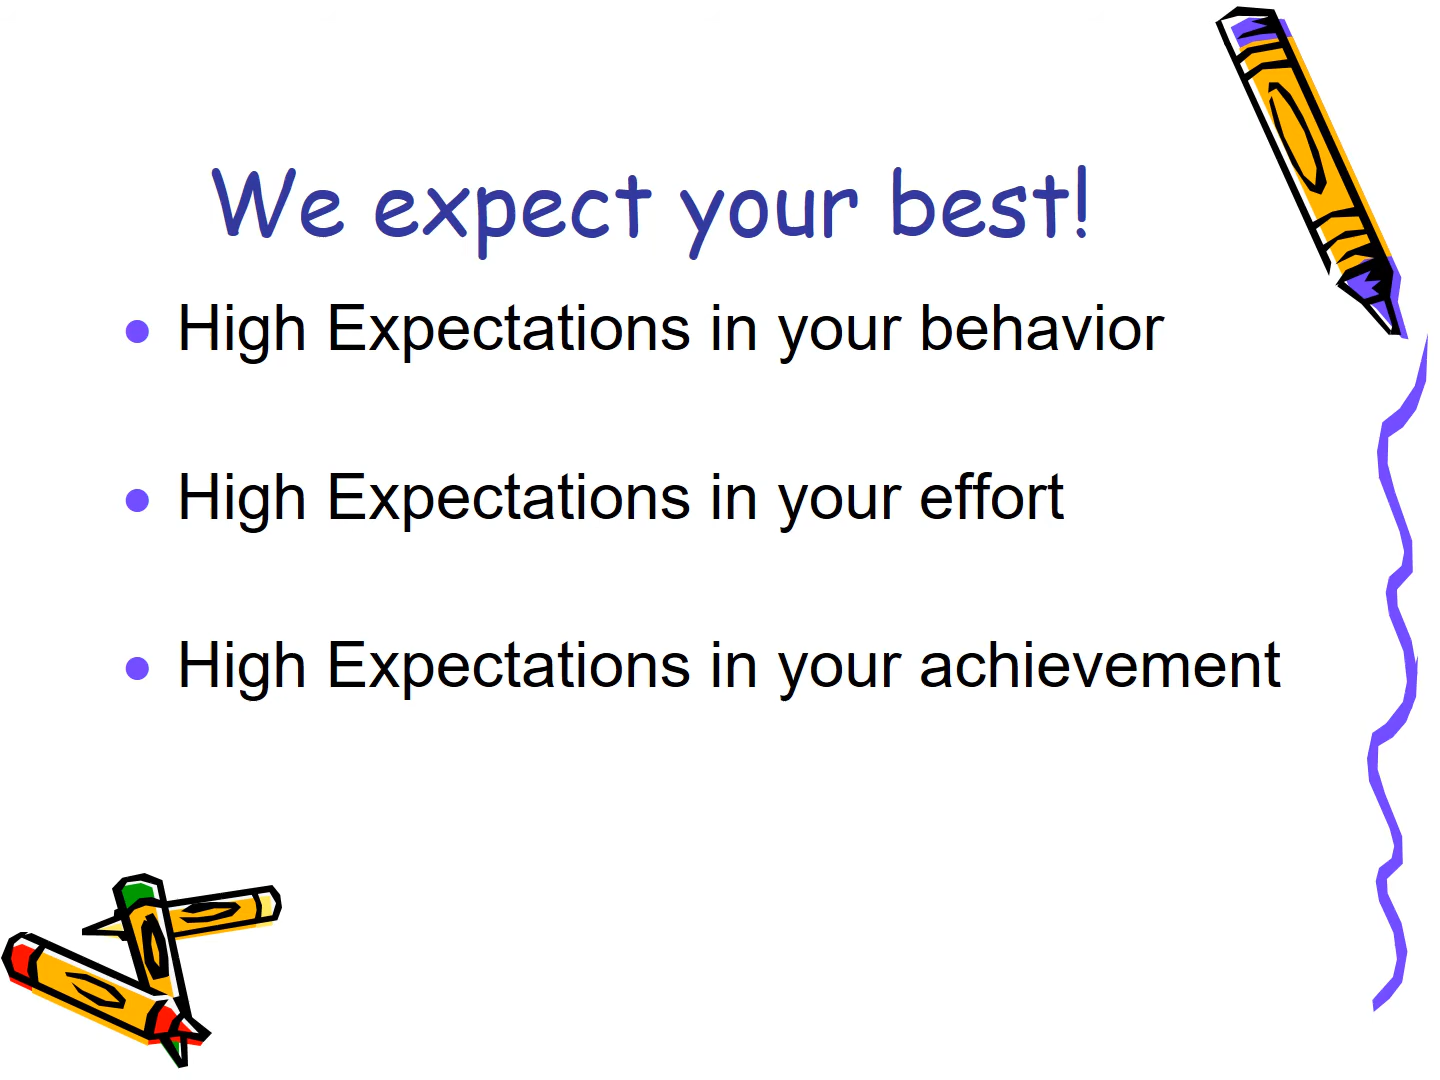 We expect your best!
• High Expectations in your behavior
• High Expectations in your effort
• High Expectations in your achievement